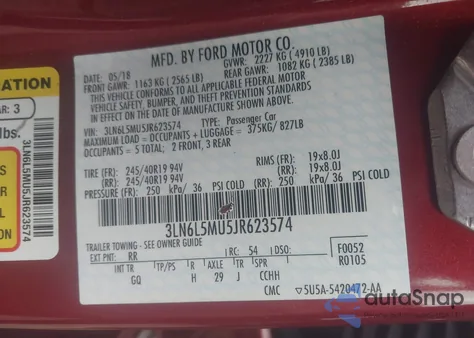 MFD. BY FORD MOTOR CO.
DATE: 05/18 GVWR: 2227 KG ( 4910 LB)
FRONT GAWR: 1163 KG ( 2565 LB) REAR GAWR: 1082 KG ( 2385 LB)
THIS VEHICLE CONFORMS TO ALL APPLICABLE FEDERAL MOTOR
VEHICLE SAFETY, BUMPER, AND THEFT PREVENTION STANDARDS
IN EFFECT ON THE DATE OF MANUFACTURE SHOWN ABOVE.
VIN: 3LN6L5MU5JR623574 TYPE: Passenger Car
MAXIMUM LOAD = OCCUPANTS + LUGGAGE = 375KG/ 827LB
OCCUPANTS = 5 TOTAL: 2 FRONT, 3 REAR
TIRE (FR): 245/40R19 94V RIMS (FR): 19x8.0J
(RR): 245/40R19 94V (RR): 19x8.0J
PRESSURE (FR): 250 kPa/ 36 PSI COLD (RR): 250 kPa/ 36 PSI COLD
3LN6L5MU5JR623574
TRAILER TOWING - SEE OWNER GUIDE
EXT PNT: RR RC: 54 DSO: F0052
INT TR TP/PS R AXLE TR SPR R0105
GQ H 29 J CCHH
CMC 5U5A-5420472-AA
RMATION
AR: 3
lbs.
3LN6L5MU5JR623574
autoSnap